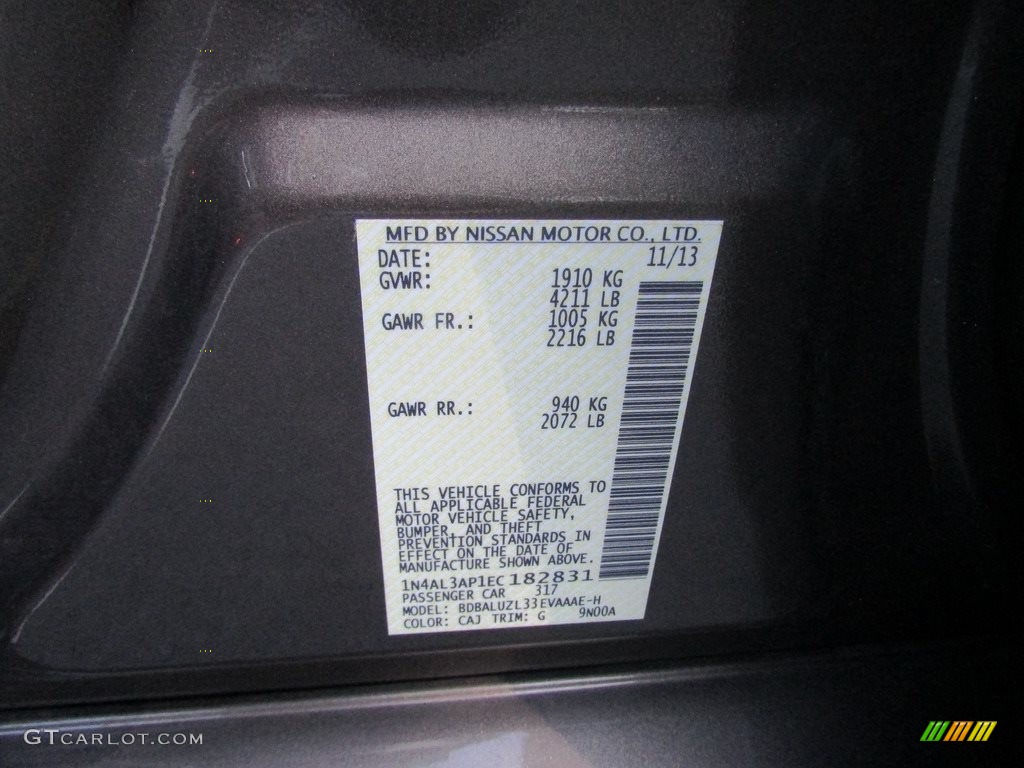 MFD BY NISSAN MOTOR CO., LTD.
DATE: 11/13
GVWR: 1910 KG
4211 LB
GAWR FR.: 1005 KG
2216 LB
GAWR RR.: 940 KG
2072 LB
THIS VEHICLE CONFORMS TO
ALL APPLICABLE FEDERAL
MOTOR VEHICLE SAFETY,
BUMPER, AND THEFT
PREVENTION STANDARDS IN
EFFECT ON THE DATE OF
MANUFACTURE SHOWN ABOVE.
1N4AL3AP1EC182831
PASSENGER CAR 317
MODEL: BDBALUZL33EVAAAE-H
COLOR: CAJ TRIM: G 9N00A
GTCARLOT.COM